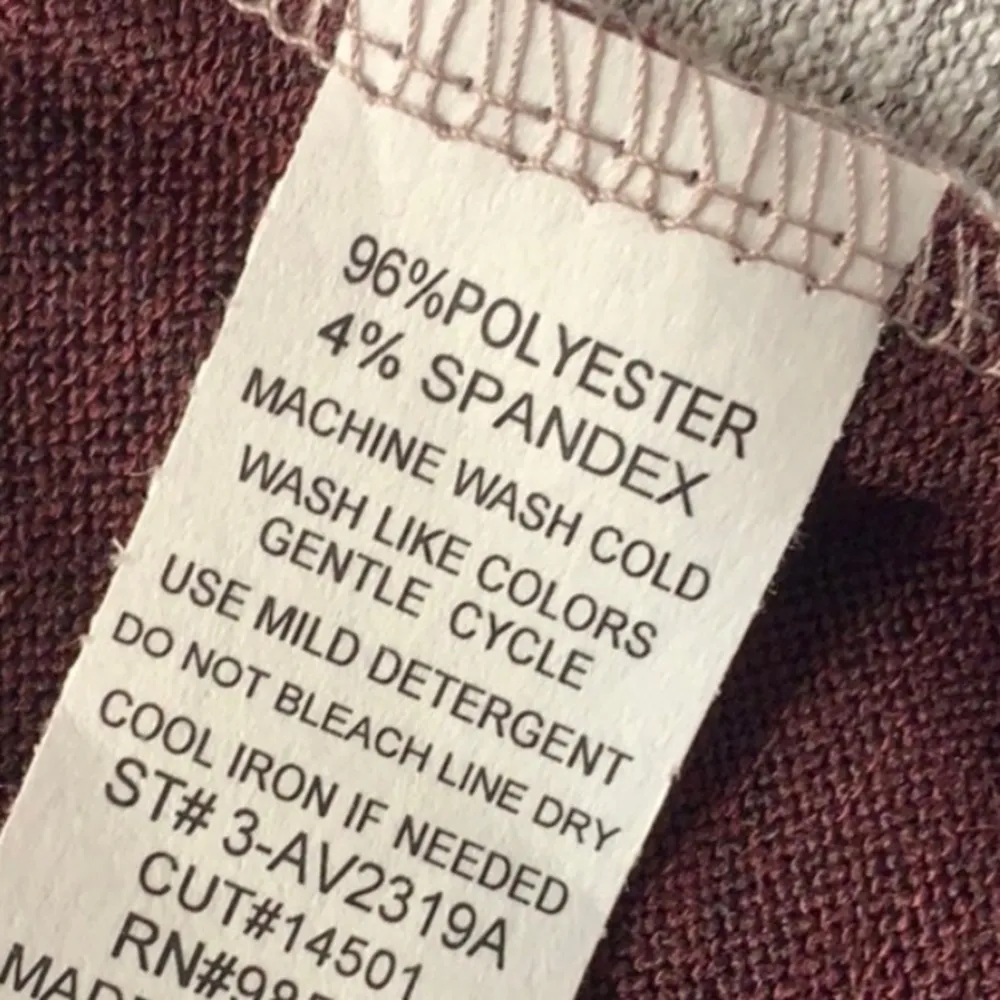 96%POLYESTER
4% SPANDEX
MACHINE WASH COLD
WASH LIKE COLORS
GENTLE CYCLE
USE MILD DETERGENT
DO NOT BLEACH LINE DRY
COOL IRON IF NEEDED
ST# 3-AV2319A
CUT#14501